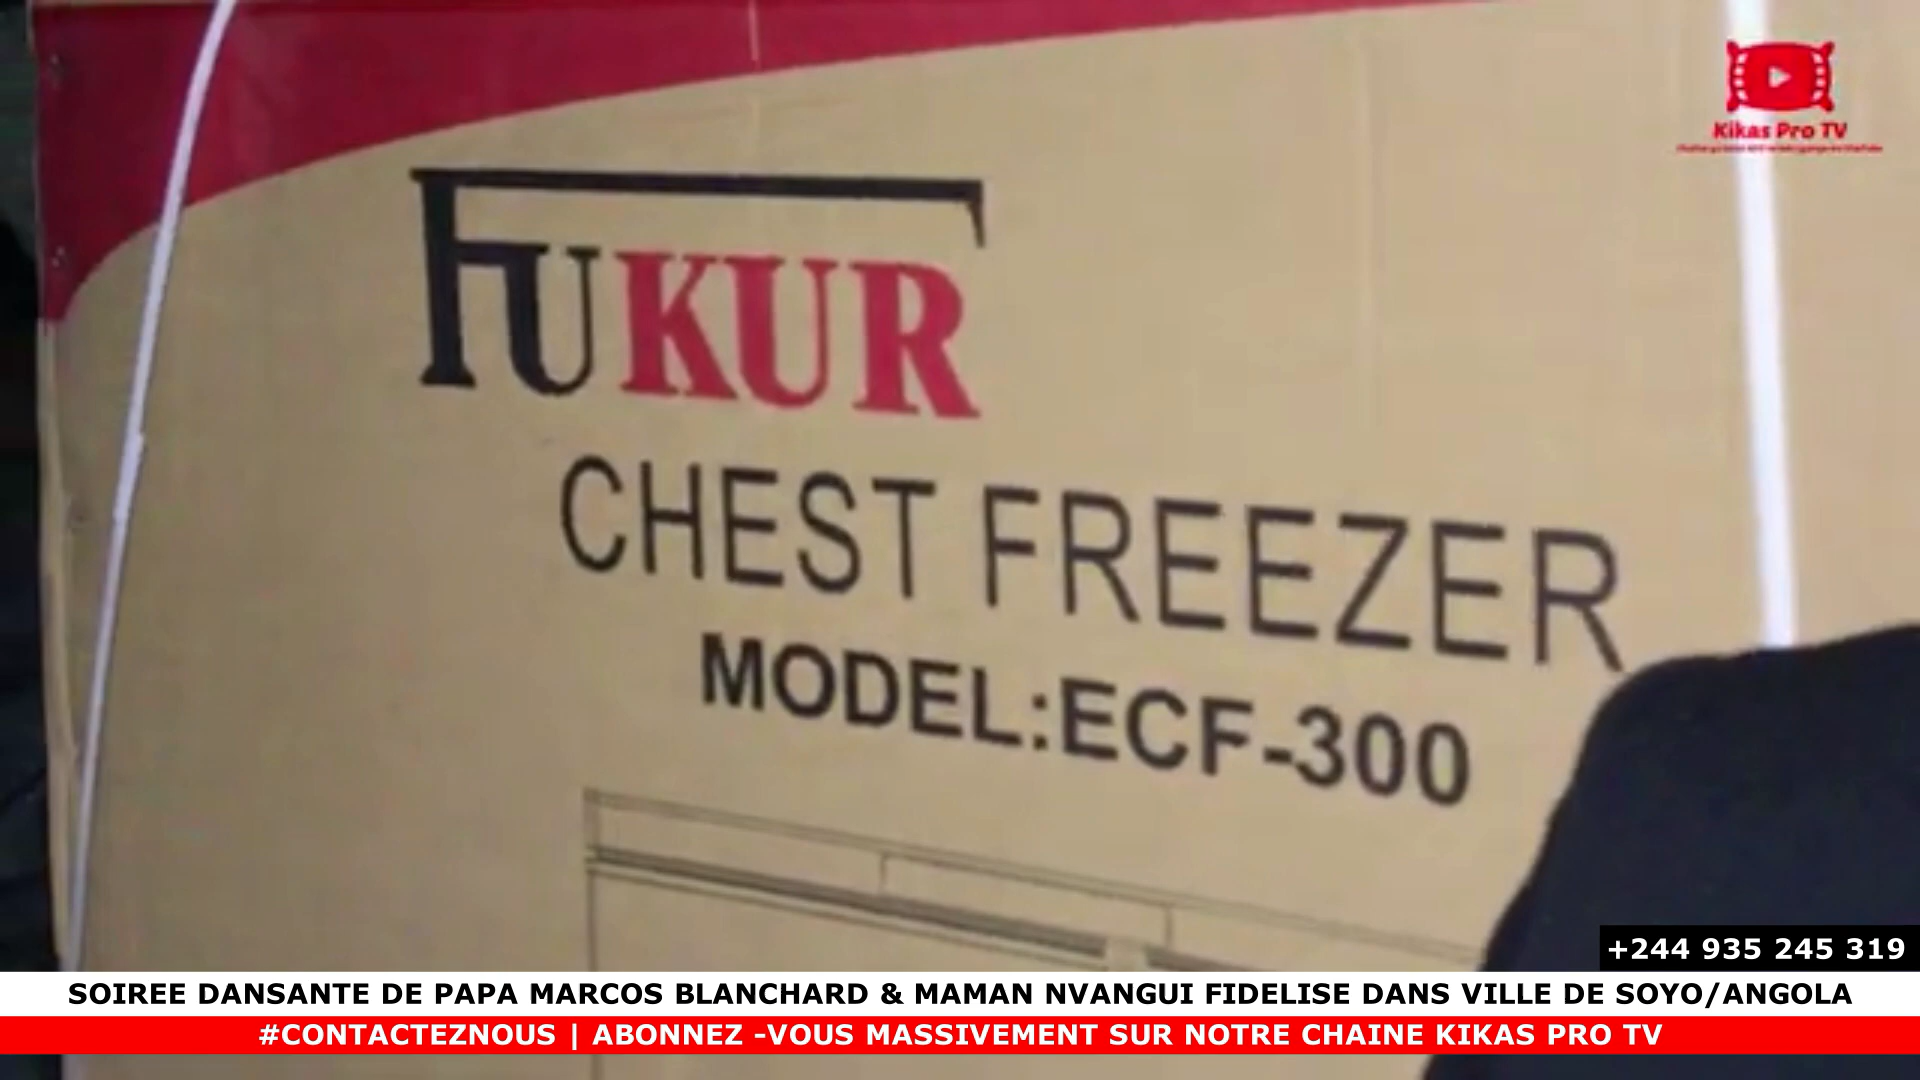 Kikas Pro TV
FUKUR
CHEST FREEZER
MODEL:ECF-300
+244 935 245 319
SOIREE DANSANTE DE PAPA MARCOS BLANCHARD & MAMAN NVANGUI FIDELISE DANS VILLE DE SOYO/ANGOLA
#CONTACTEZNOUS | ABONNEZ -VOUS MASSIVEMENT SUR NOTRE CHAINE KIKAS PRO TV